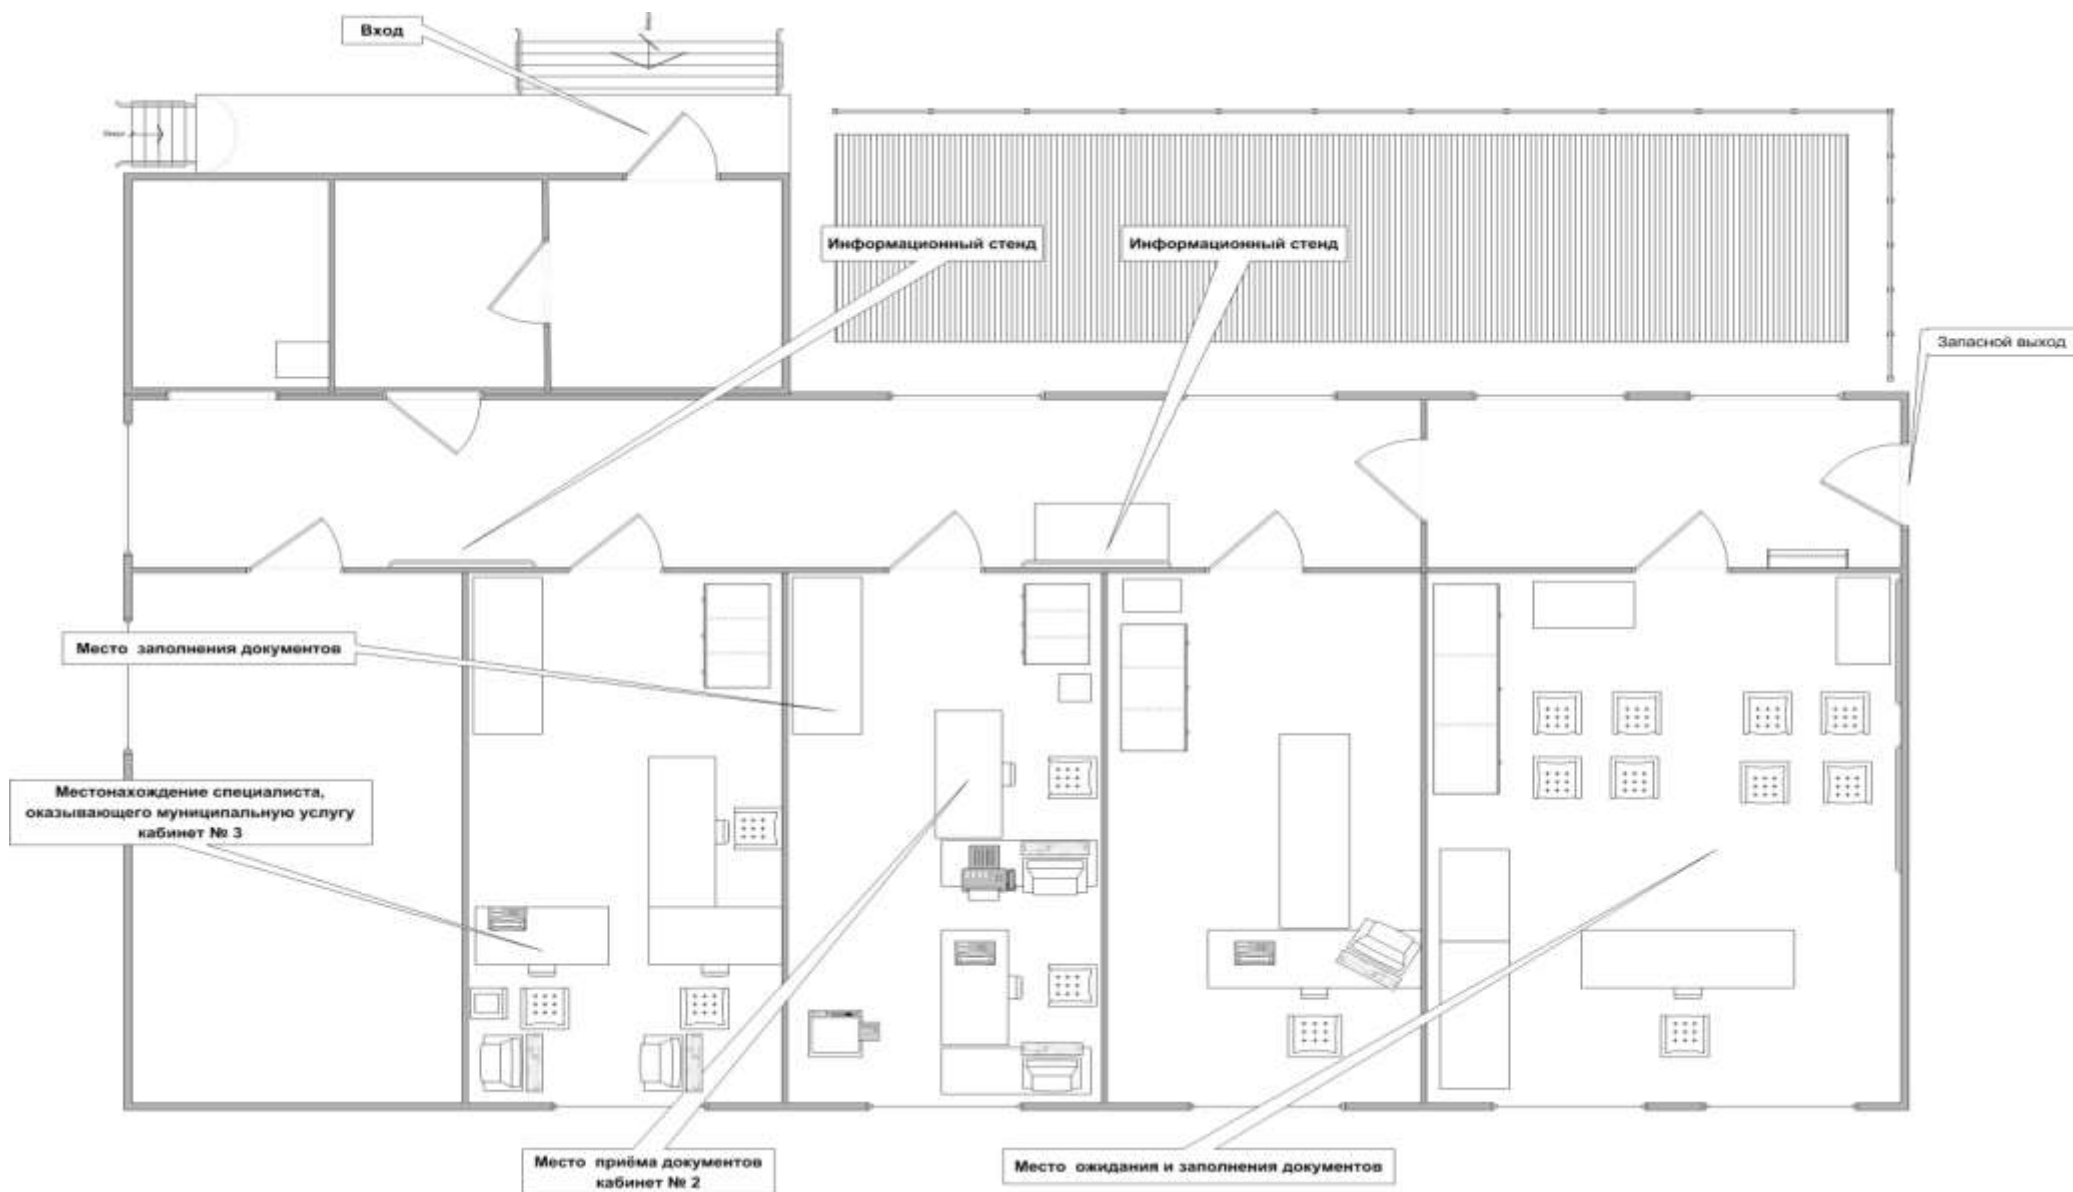 Вход
Информационный стенд
Информационный стенд
Запасной выход
Место заполнения документов
Местонахождение специалиста,
оказывающего муниципальную услугу
кабинет № 3
Место приёма документов
кабинет № 2
Место ожидания и заполнения документов